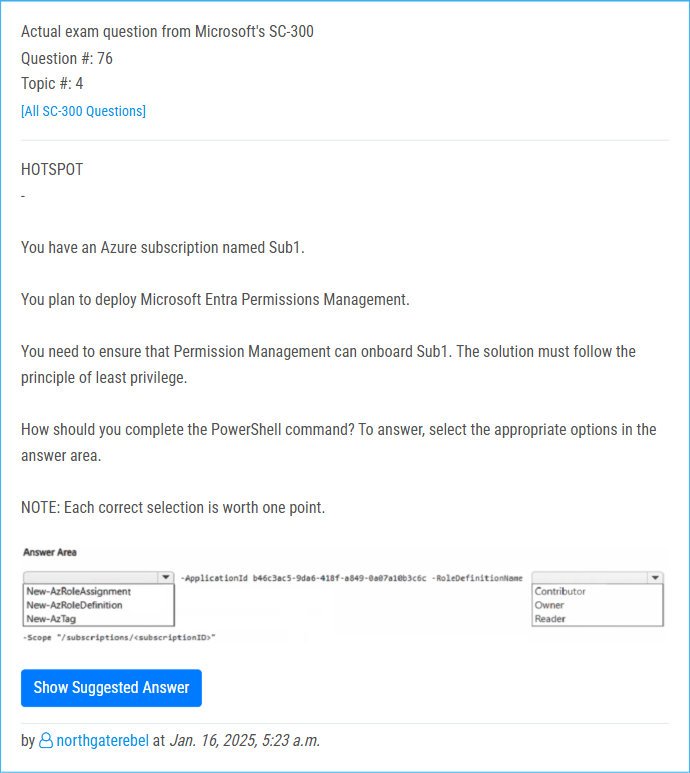 Actual exam question from Microsoft's SC-300
Question #: 76
Topic #: 4
[All SC-300 Questions]
HOTSPOT
-
You have an Azure subscription named Sub1.
You plan to deploy Microsoft Entra Permissions Management.
You need to ensure that Permission Management can onboard Sub1. The solution must follow the
principle of least privilege.
How should you complete the PowerShell command? To answer, select the appropriate options in the
answer area.
NOTE: Each correct selection is worth one point.
Answer Area
-ApplicationId b46c3ac5-9da6-418f-a849-0a07a10b3c6c -RoleDefinitionName
New-AzRoleAssignment
New-AzRoleDefinition
New-AzTag
Contributor
Owner
Reader
-Scope "/subscriptions/<subscriptionID>"
Show Suggested Answer
by northgaterebel at Jan. 16, 2025, 5:23 a.m.